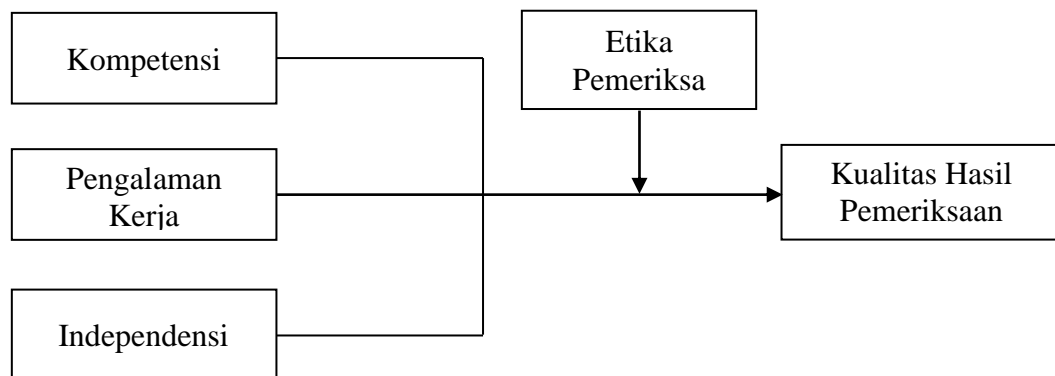 Kompetensi
Etika
Pemeriksa
Pengalaman
Kerja
Kualitas Hasil
Pemeriksaan
Independensi